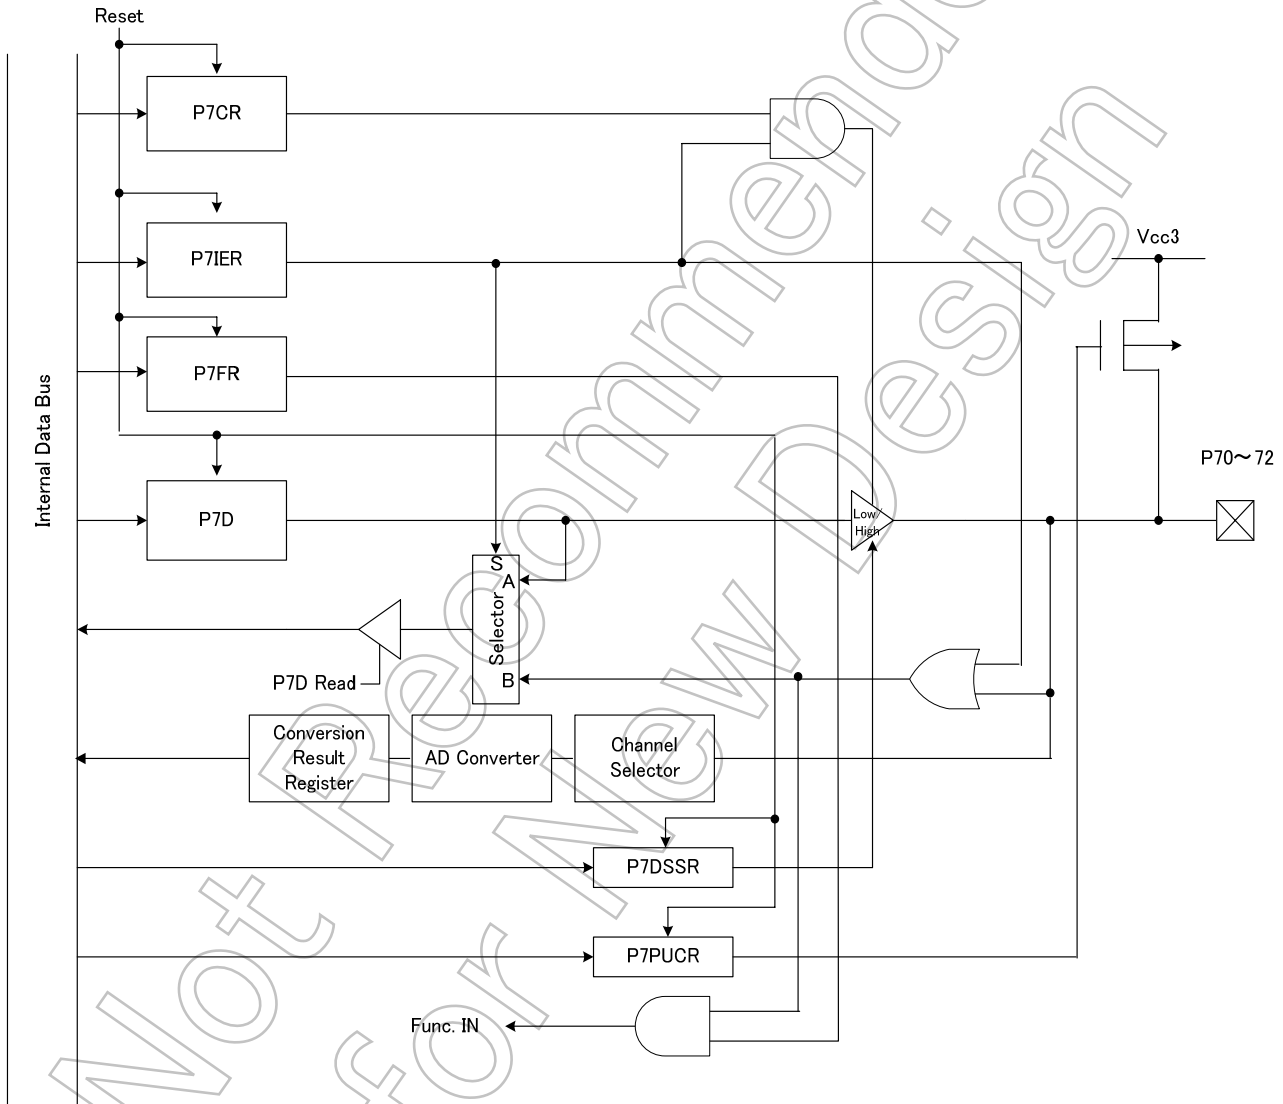 Reset
P7CR
P7IER
Vcc3
P7FR
Internal Data Bus
P70～72
P7D
Low/
High
S
A
Selector
B
P7D Read
Conversion
Result
Register
AD Converter
Channel
Selector
P7DSSR
P7PUCR
Func. IN
Not Recommende
for New Design